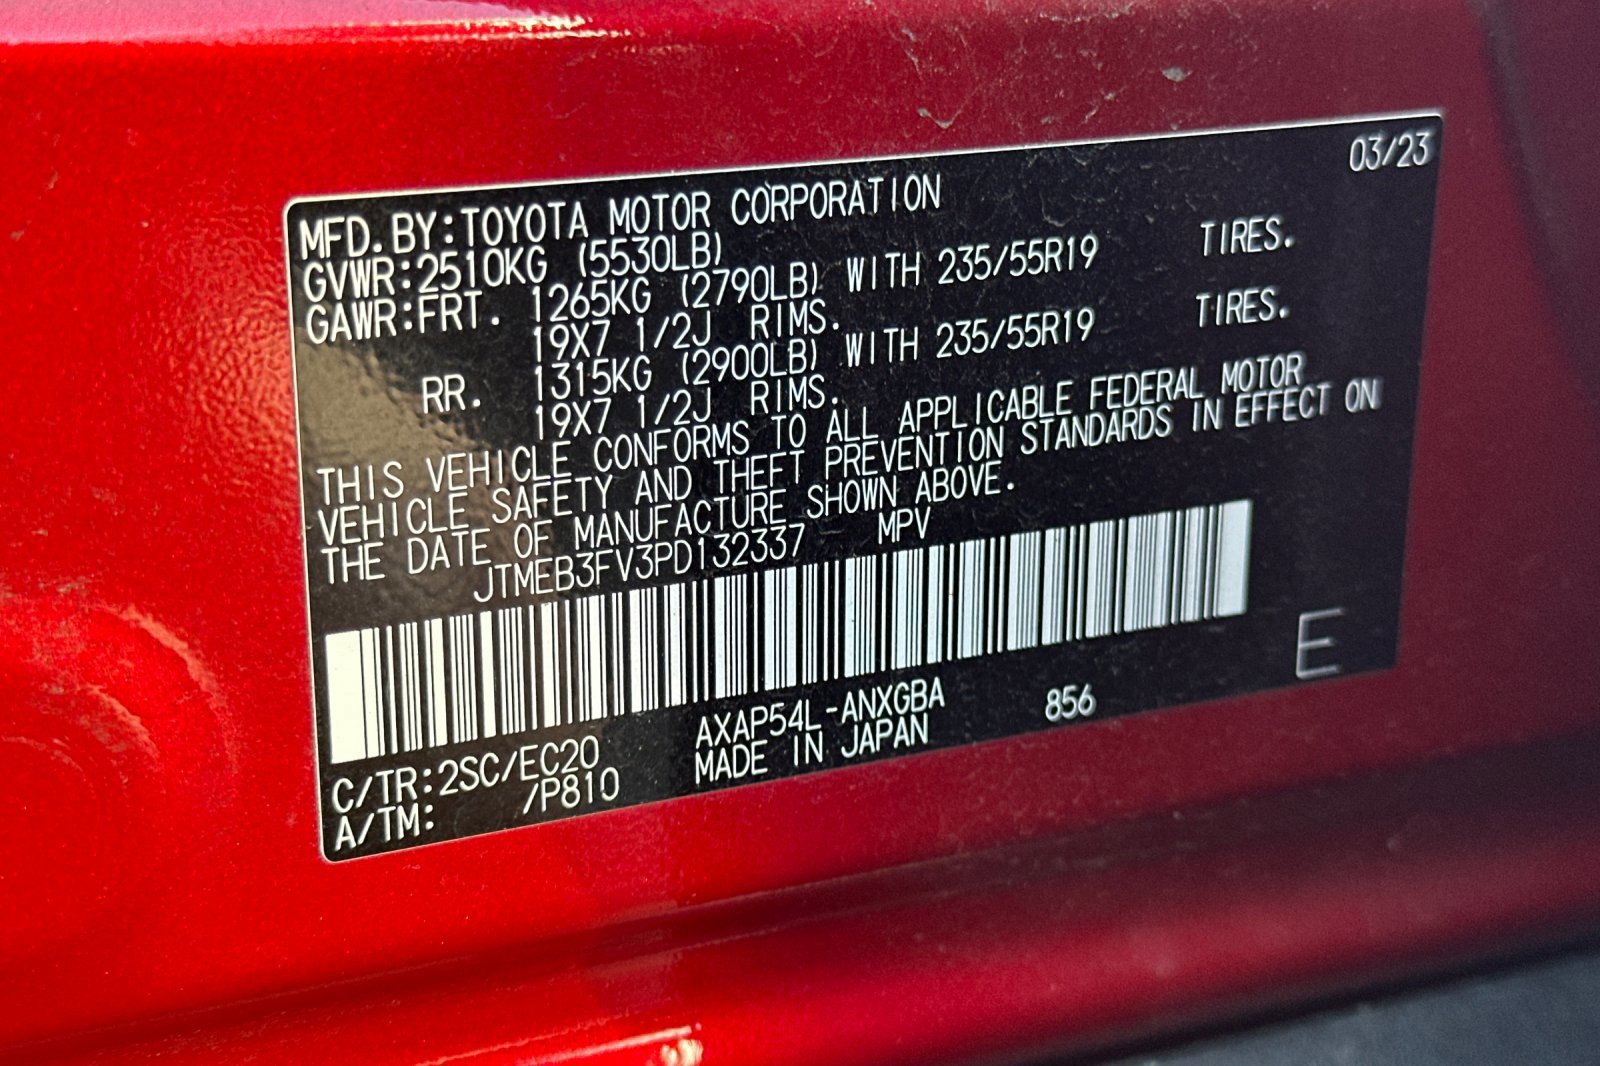 03/23
MFD.BY:TOYOTA MOTOR CORPORATION
GVWR:2510KG (5530LB)
GAWR:FRT. 1265KG (2790LB) WITH 235/55R19 TIRES.
19X7 1/2J RIMS.
RR. 1315KG (2900LB) WITH 235/55R19 TIRES.
19X7 1/2J RIMS.
THIS VEHICLE CONFORMS TO ALL APPLICABLE FEDERAL MOTOR
VEHICLE SAFETY AND THEFT PREVENTION STANDARDS IN EFFECT ON
THE DATE OF MANUFACTURE SHOWN ABOVE.
JTMEB3FV3PD132337 MPV
E
C/TR:2SC/EC20 AXAP54L-ANXGBA 856
A/TM: /P810 MADE IN JAPAN